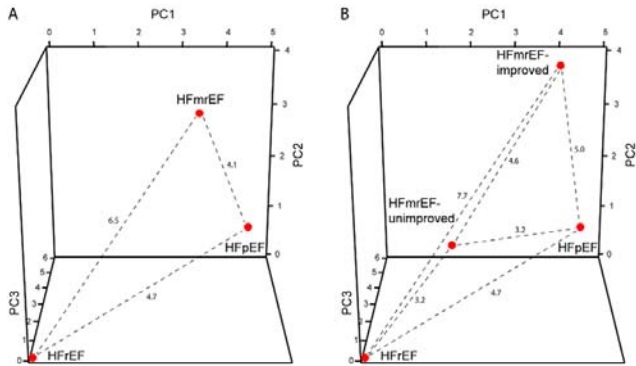 A
PC1
0 1 2 3 4 5
HFmrEF
4
3
2
1
0
PC2
4.1
6.5
HFpEF
4.7
6
5
4
3
2
1
0
PC3
HFrEF
B
PC1
0 1 2 3 4 5
HFmrEF-
improved
4
3
2
1
0
PC2
5.0
7.7
4.6
HFmrEF-
unimproved
3.2
HFpEF
4.7
3.2
6
5
4
3
2
1
0
PC3
HFrEF